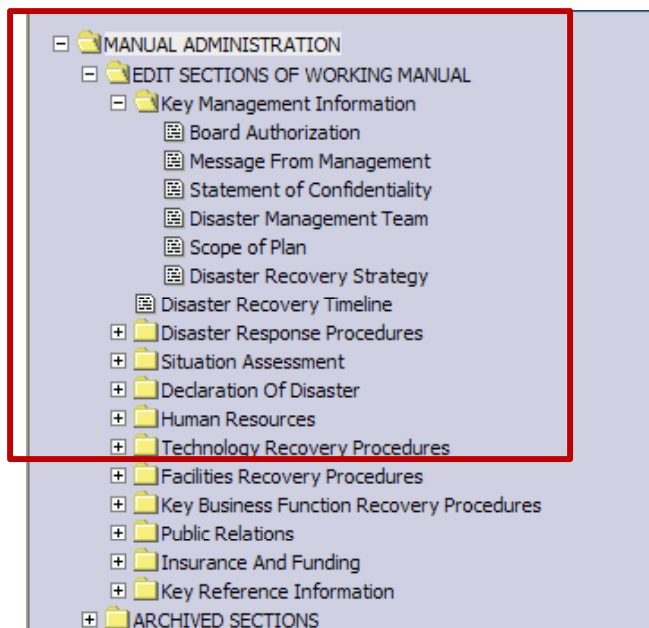 MANUAL ADMINISTRATION
EDIT SECTIONS OF WORKING MANUAL
Key Management Information
Board Authorization
Message From Management
Statement of Confidentiality
Disaster Management Team
Scope of Plan
Disaster Recovery Strategy
Disaster Recovery Timeline
Disaster Response Procedures
Situation Assessment
Declaration Of Disaster
Human Resources
Technology Recovery Procedures
Facilities Recovery Procedures
Key Business Function Recovery Procedures
Public Relations
Insurance And Funding
Key Reference Information
ARCHIVED SECTIONS